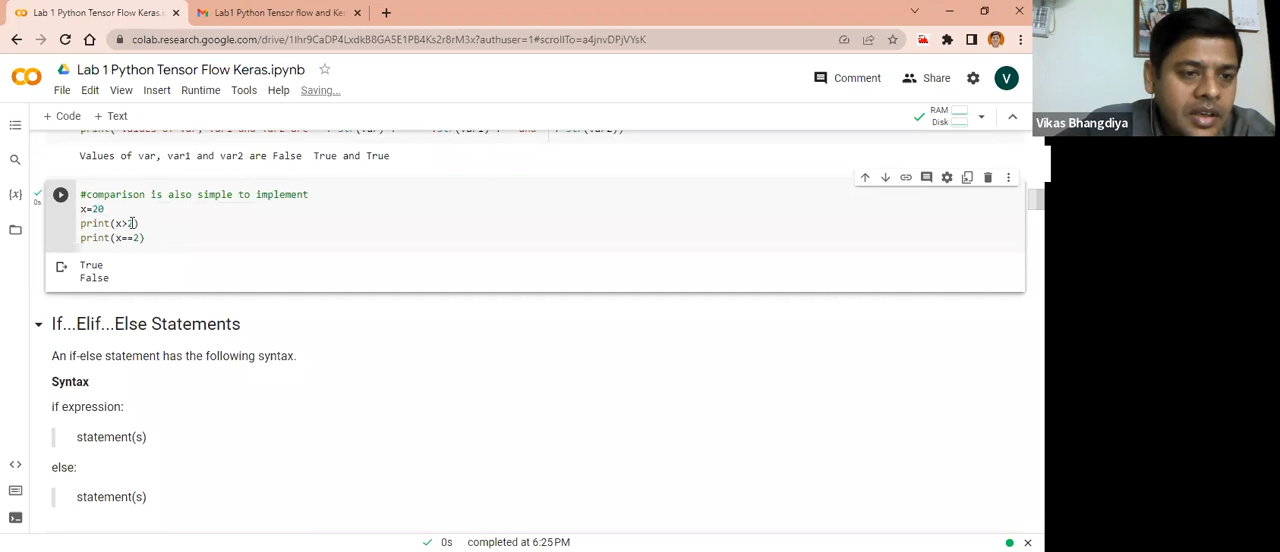 Lab 1 Python Tensor Flow Keras.i
Lab1 Python Tensor flow and Ker
colab.research.google.com/drive/1Ihr9CaDP4LxdkB8GA5E1PB4Ks2r8rM3x?authuser=1#scrollTo=a4jnvDPjVYsK
Lab 1 Python Tensor Flow Keras.ipynb
Comment
Share
V
File Edit View Insert Runtime Tools Help Saving...
+ Code + Text
RAM
Disk
Vikas Bhangdiya
Values of var, var1 and var2 are False True and True
0s
#comparison is also simple to implement
x=20
print(x>2)
print(x==2)
True
False
If...Elif...Else Statements
An if-else statement has the following syntax.
Syntax
if expression:
statement(s)
else:
statement(s)
0s completed at 6:25PM